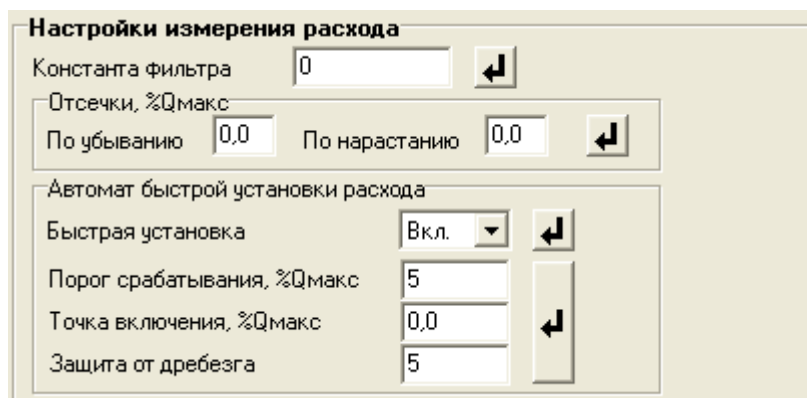 Настройки измерения расхода
Константа фильтра 0
Отсечки, %Qмакс
По убыванию 0,0 По нарастанию 0,0
Автомат быстрой установки расхода
Быстрая установка Вкл.
Порог срабатывания, %Qмакс 5
Точка включения, %Qмакс 0,0
Защита от дребезга 5